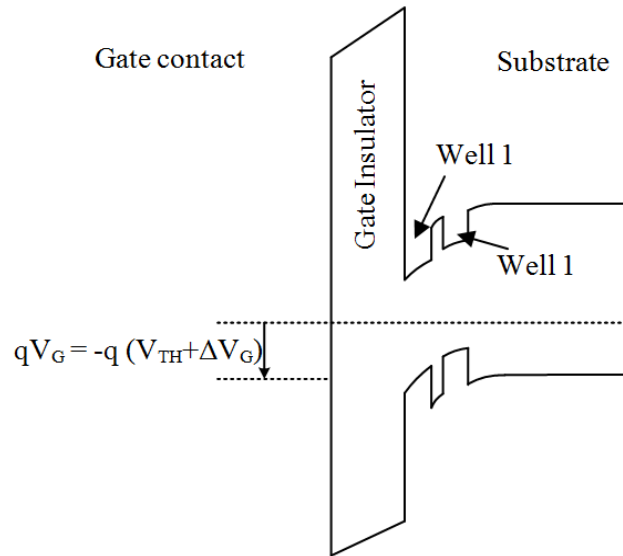 Gate contact
Substrate
Gate Insulator
Well 1
Well 1
qV_G = -q (V_TH+ΔV_G)